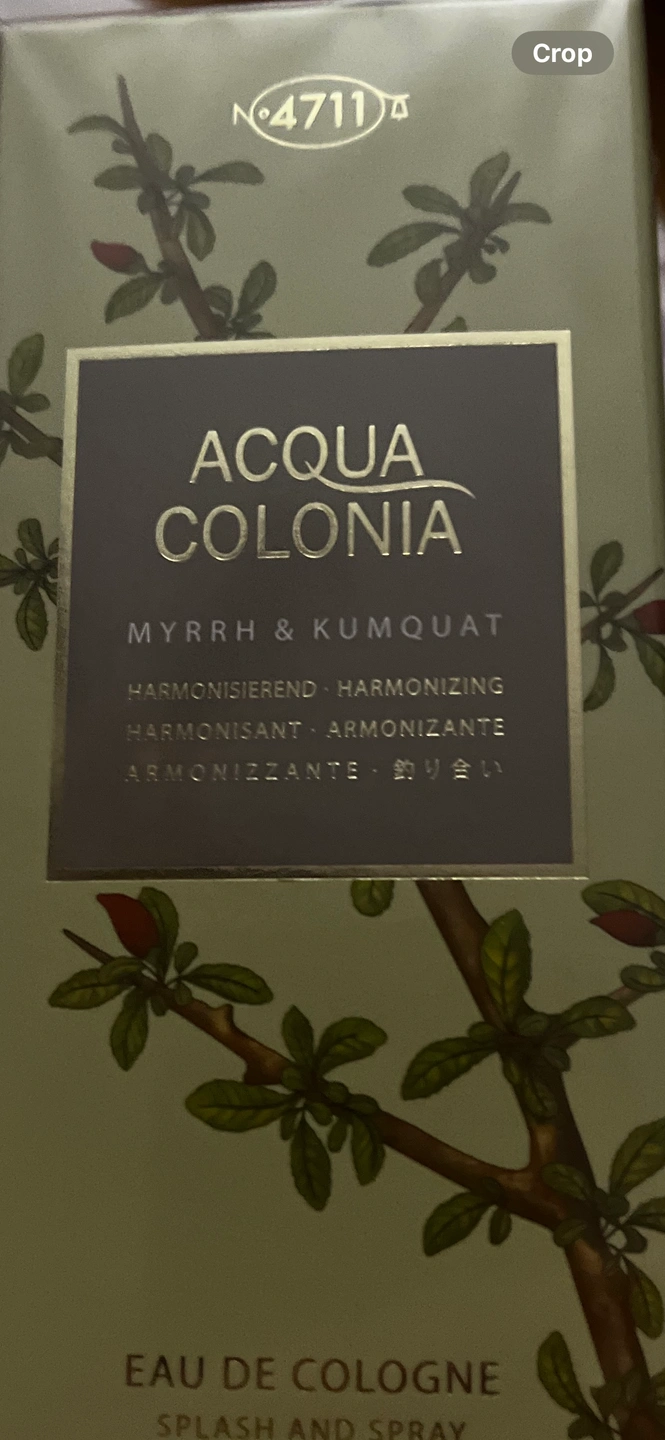 Crop
Nº4711
ACQUA
COLONIA
MYRRH & KUMQUAT
HARMONISIEREND · HARMONIZING
HARMONISANT · ARMONIZANTE
ARMONIZZANTE · 釣り合い
EAU DE COLOGNE
SPLASH AND SPRAY